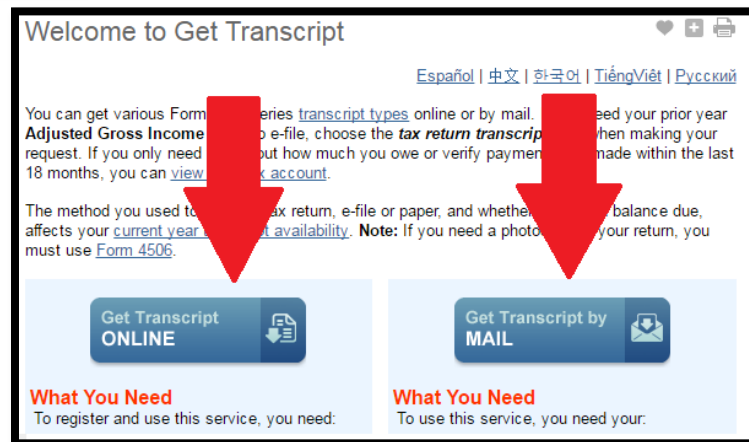 Welcome to Get Transcript
Español | 中文 | 한국어 | TiếngViệt | Русский
You can get various Form eries transcript types online or by mail. eed your prior year
Adjusted Gross Income o e-file, choose the tax return transcrip hen making your
request. If you only need out how much you owe or verify paymen made within the last
18 months, you can view x account.
The method you used to ax return, e-file or paper, and whether balance due,
affects your current year t availability. Note: If you need a photo your return, you
must use Form 4506.
Get Transcript
ONLINE
Get Transcript by
MAIL
What You Need
To register and use this service, you need:
What You Need
To use this service, you need your: